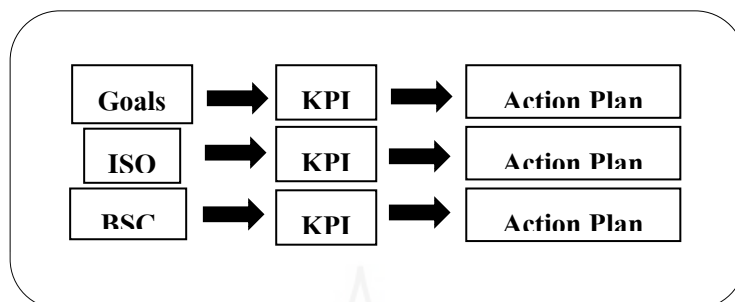 Goals KPI Action Plan
ISO KPI Action Plan
BSC KPI Action Plan